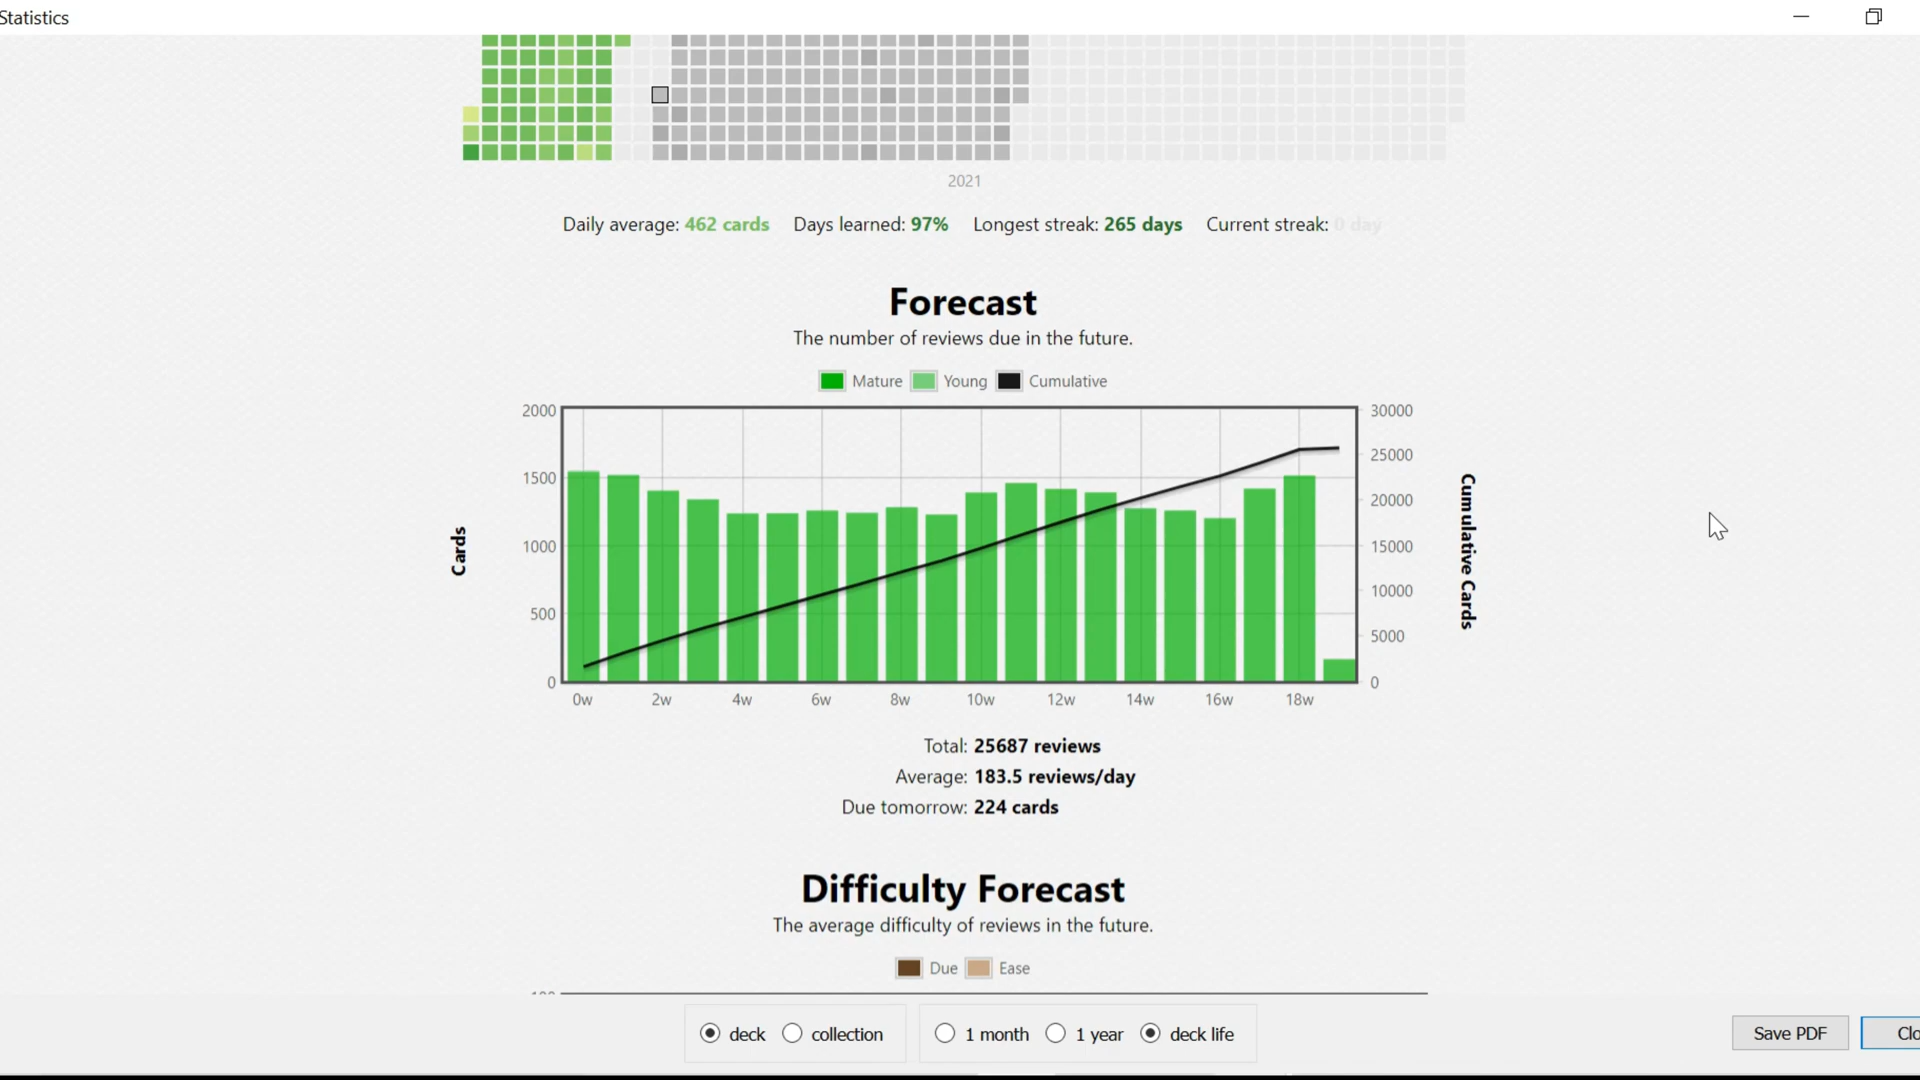 Statistics
2021
Daily average: 462 cards Days learned: 97% Longest streak: 265 days Current streak: 0 day
Forecast
The number of reviews due in the future.
Mature Young Cumulative
2000 30000
25000
1500
20000
1000 15000
10000
500
5000
0 0
Cards
Cumulative Cards
0w 2w 4w 6w 8w 10w 12w 14w 16w 18w
Total: 25687 reviews
Average: 183.5 reviews/day
Due tomorrow: 224 cards
Difficulty Forecast
The average difficulty of reviews in the future.
Due Ease
deck collection 1 month 1 year deck life Save PDF Clo